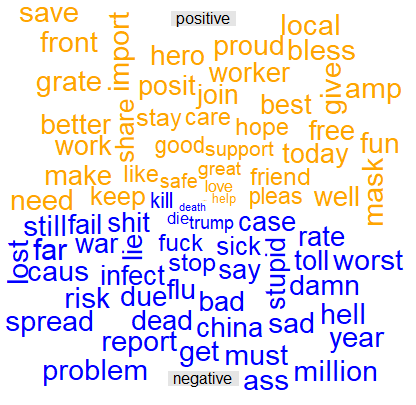 positive
save
front
import
hero
proud
local
bless
grate
posit
worker
join
give
amp
better
share
stay
care
best
free
work
good
hope
support
today
fun
make
like
safe
great
friend
mask
need
keep
love
help
pleas
well
kill
death
still
fail
shit
die
trump
case
lost
far
war
lie
fuck
sick
rate
caus
infect
stop
say
stupid
toll
worst
risk
due
flu
bad
damn
spread
dead
china
sad
hell
report
get
must
year
problem
ass
million
negative